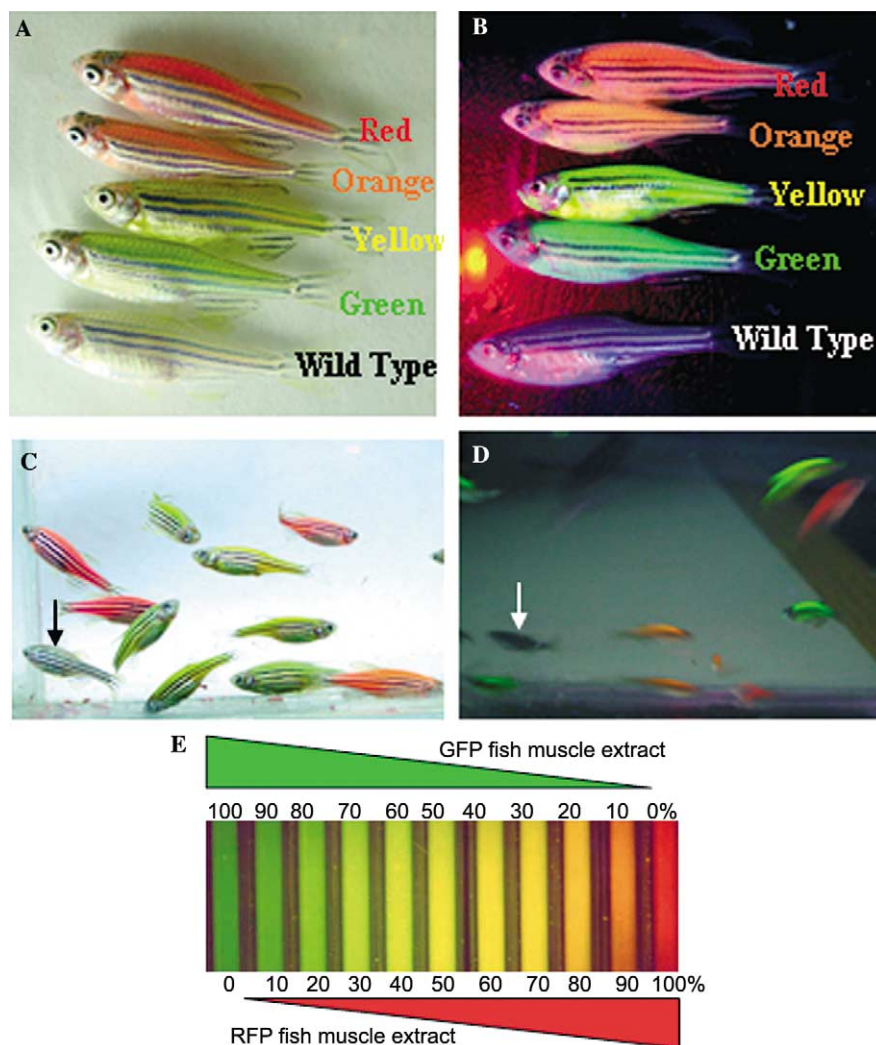 A
Red
Orange
Yellow
Green
Wild Type
B
Red
Orange
Yellow
Green
Wild Type
C
D
E
GFP fish muscle extract
100 90 80 70 60 50 40 30 20 10 0%
0 10 20 30 40 50 60 70 80 90 100%
RFP fish muscle extract